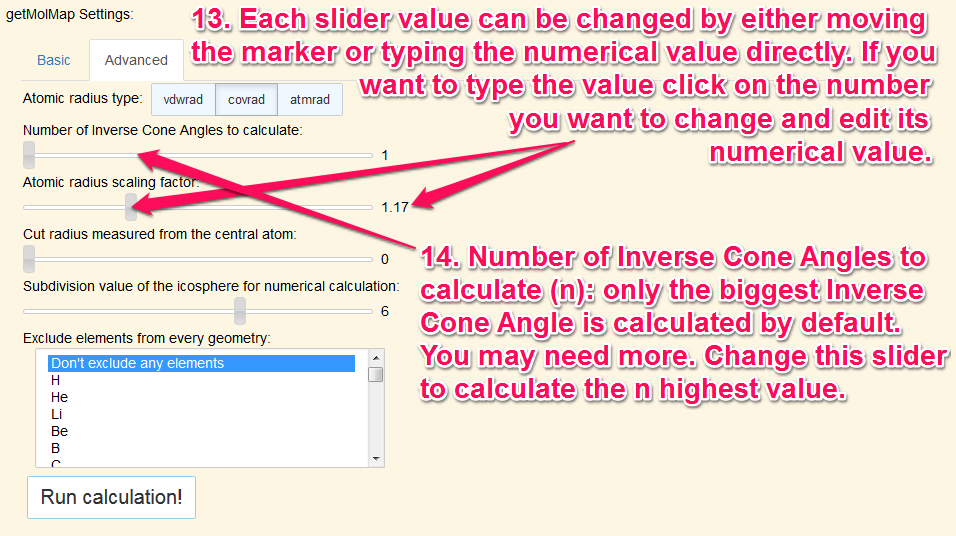 getMolMap Settings:
13. Each slider value can be changed by either moving
the marker or typing the numerical value directly. If you
want to type the value click on the number
you want to change and edit its
numerical value.
Basic
Advanced
Atomic radius type:
vdwrad
covrad
atmrad
Number of Inverse Cone Angles to calculate:
1
Atomic radius scaling factor:
1.17
Cut radius measured from the central atom:
0
Subdivision value of the icosphere for numerical calculation:
6
14. Number of Inverse Cone Angles to
calculate (n): only the biggest Inverse
Cone Angle is calculated by default.
You may need more. Change this slider
to calculate the n highest value.
Exclude elements from every geometry:
Don't exclude any elements
H
He
Li
Be
B
C
Run calculation!